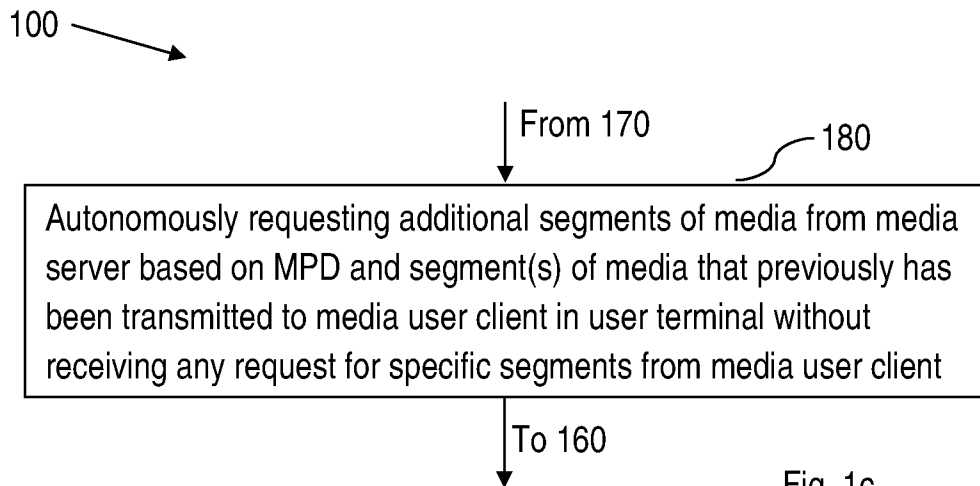 100
From 170
180
Autonomously requesting additional segments of media from media
server based on MPD and segment(s) of media that previously has
been transmitted to media user client in user terminal without
receiving any request for specific segments from media user client
To 160
Fig. 1c